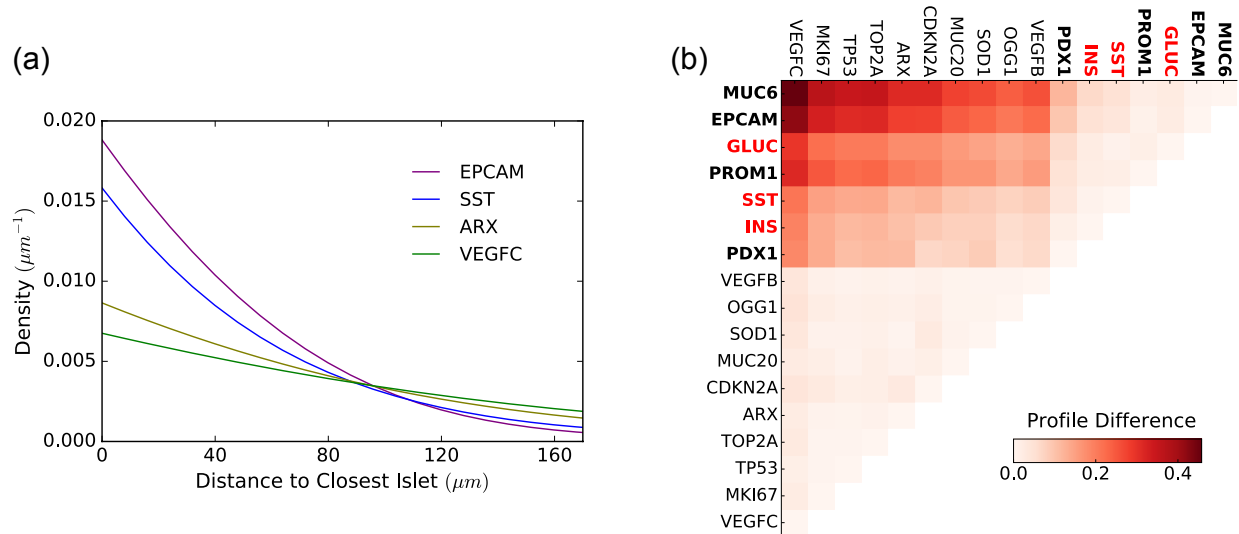 (a)
0.020
0.015
0.010
0.005
0.000
Density (μm⁻¹)
EPCAM
SST
ARX
VEGFC
0
40
80
120
160
Distance to Closest Islet (μm)
(b)
VEGFC
MKI67
TP53
TOP2A
ARX
CDKN2A
MUC20
SOD1
OGG1
VEGFB
PDX1
INS
SST
PROM1
GLUC
EPCAM
MUC6
MUC6
EPCAM
GLUC
PROM1
SST
INS
PDX1
VEGFB
OGG1
SOD1
MUC20
CDKN2A
ARX
TOP2A
TP53
MKI67
VEGFC
Profile Difference
0.0
0.2
0.4